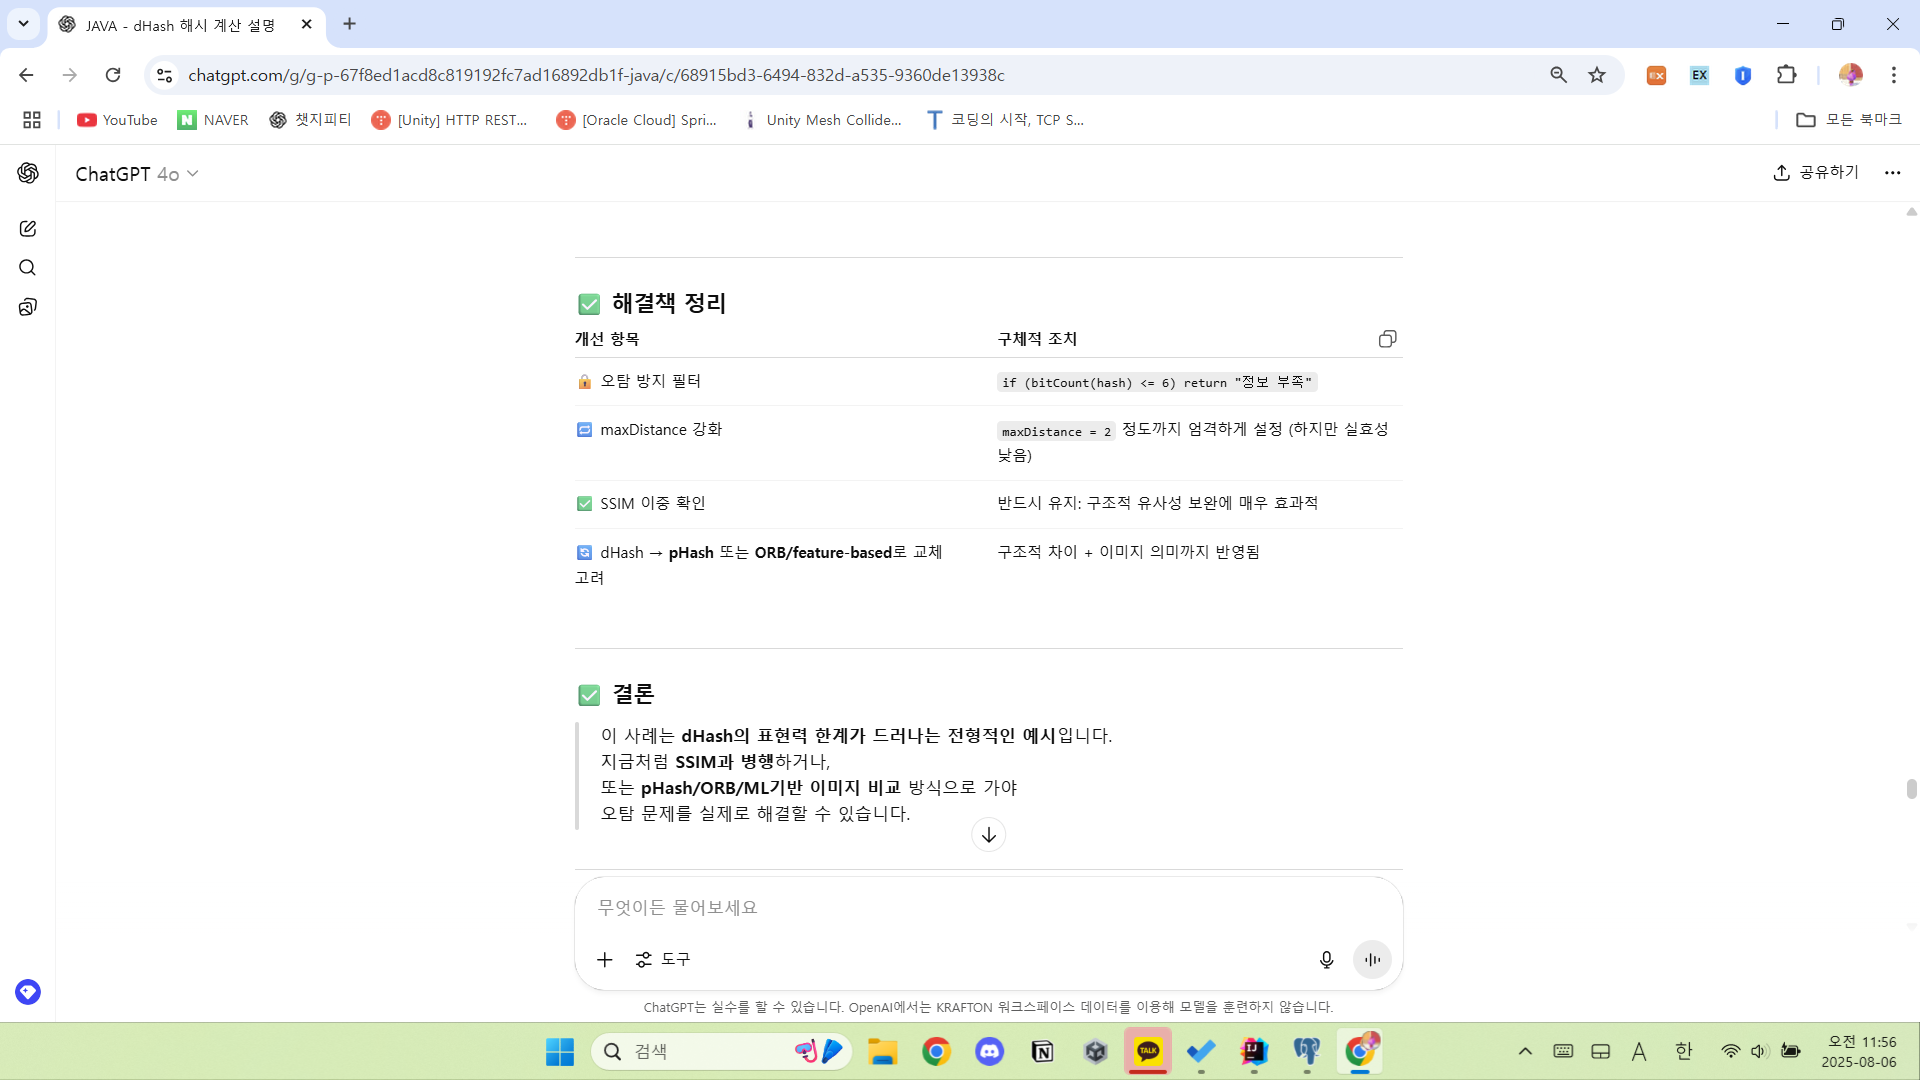 JAVA - dHash 해시 계산 설명
chatgpt.com/g/g-p-67f8ed1acd8c819192fc7ad16892db1f-java/c/68915bd3-6494-832d-a535-9360de13938c
EX
YouTube
N NAVER
챗지피티
[Unity] HTTP REST...
[Oracle Cloud] Spri...
Unity Mesh Collide...
T 코딩의 시작, TCP S...
모든 북마크
ChatGPT 4o
공유하기
해결책 정리
개선 항목 구체적 조치
오탐 방지 필터 if (bitCount(hash) <= 6) return "정보 부족"
maxDistance 강화 maxDistance = 2 정도까지 엄격하게 설정 (하지만 실효성
낮음)
SSIM 이중 확인 반드시 유지: 구조적 유사성 보완에 매우 효과적
dHash → pHash 또는 ORB/feature-based로 교체 구조적 차이 + 이미지 의미까지 반영됨
고려
결론
이 사례는 dHash의 표현력 한계가 드러나는 전형적인 예시입니다.
지금처럼 SSIM과 병행하거나,
또는 pHash/ORB/ML기반 이미지 비교 방식으로 가야
오탐 문제를 실제로 해결할 수 있습니다.
무엇이든 물어보세요
도구
ChatGPT는 실수를 할 수 있습니다. OpenAI에서는 KRAFTON 워크스페이스 데이터를 이용해 모델을 훈련하지 않습니다.
검색
TALK
IJ
A
한
오전 11:56
2025-08-06